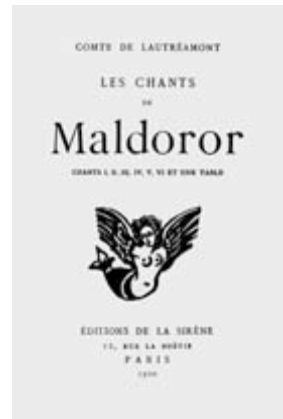 COMTE DE LAUTRÉAMONT
LES CHANTS
DE
Maldoror
CHANTS I, II, III, IV, V, VI ET UNE TABLE
ÉDITIONS DE LA SIRÈNE
RUE LA BOÉTIE
PARIS
1920